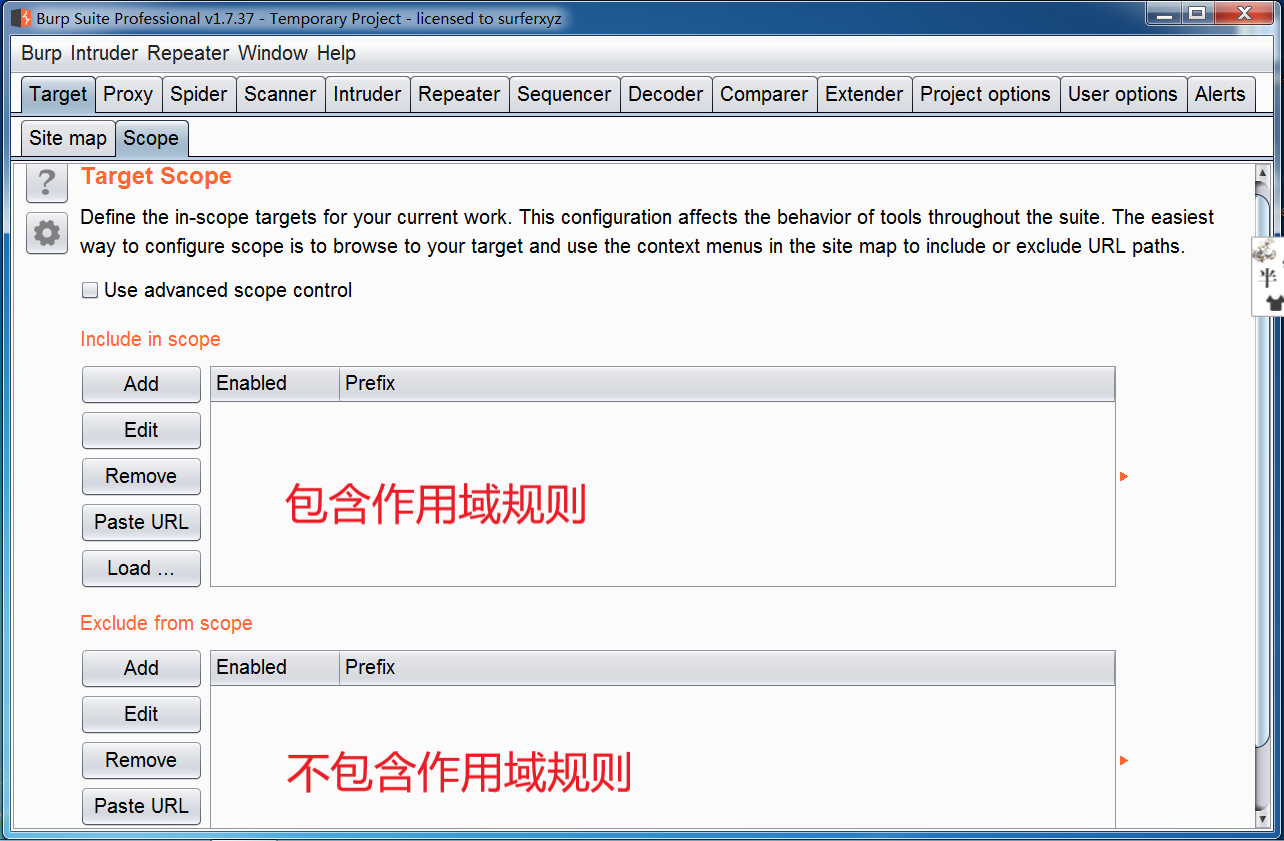 Burp Suite Professional v1.7.37 - Temporary Project - licensed to surferxyz
Burp Intruder Repeater Window Help
Target Proxy Spider Scanner Intruder Repeater Sequencer Decoder Comparer Extender Project options User options Alerts
Site map Scope
?
Target Scope
Define the in-scope targets for your current work. This configuration affects the behavior of tools throughout the suite. The easiest
way to configure scope is to browse to your target and use the context menus in the site map to include or exclude URL paths.
Use advanced scope control
Include in scope
Add
Enabled Prefix
Edit
Remove
Paste URL
Load ...
包含作用域规则
Exclude from scope
Add
Enabled Prefix
Edit
Remove
Paste URL
不包含作用域规则
半